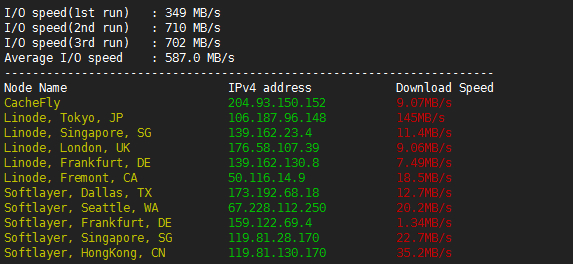 I/O speed(1st run)   : 349 MB/s
I/O speed(2nd run)   : 710 MB/s
I/O speed(3rd run)   : 702 MB/s
Average I/O speed    : 587.0 MB/s
----------------------------------------------------------------------
Node Name                       IPv4 address            Download Speed
CacheFly                        204.93.150.152          9.07MB/s
Linode, Tokyo, JP               106.187.96.148          145MB/s
Linode, Singapore, SG           139.162.23.4            11.4MB/s
Linode, London, UK              176.58.107.39           9.06MB/s
Linode, Frankfurt, DE           139.162.130.8           7.49MB/s
Linode, Fremont, CA             50.116.14.9             18.5MB/s
Softlayer, Dallas, TX           173.192.68.18           12.7MB/s
Softlayer, Seattle, WA          67.228.112.250          20.2MB/s
Softlayer, Frankfurt, DE        159.122.69.4            1.34MB/s
Softlayer, Singapore, SG        119.81.28.170           22.7MB/s
Softlayer, HongKong, CN         119.81.130.170          35.2MB/s